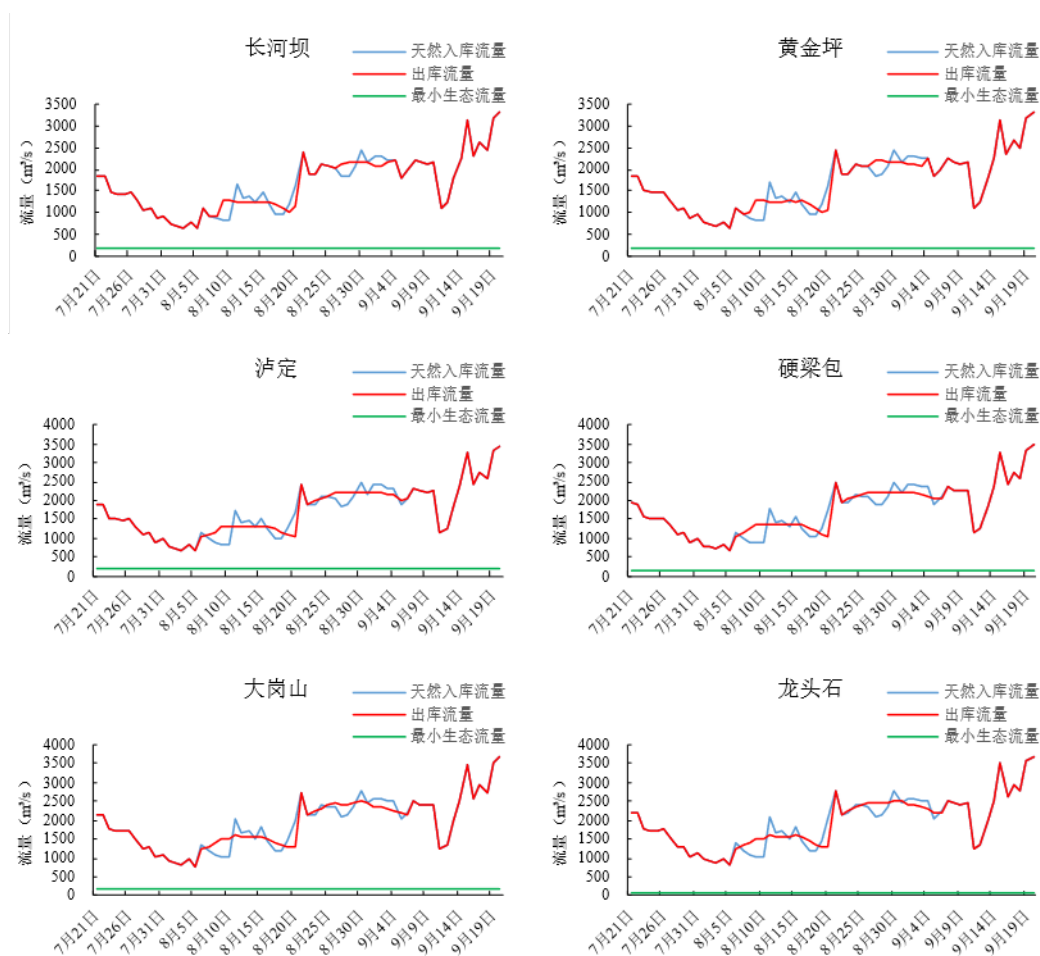 长河坝
天然入库流量
出库流量
最小生态流量
流量（m³/s）
3500
3000
2500
2000
1500
1000
500
0
7月21日
7月26日
7月31日
8月5日
8月10日
8月15日
8月20日
8月25日
8月30日
9月4日
9月9日
9月14日
9月19日
黄金坪
天然入库流量
出库流量
最小生态流量
流量（m³/s）
3500
3000
2500
2000
1500
1000
500
0
7月21日
7月26日
7月31日
8月5日
8月10日
8月15日
8月20日
8月25日
8月30日
9月4日
9月9日
9月14日
9月19日
泸定
天然入库流量
出库流量
最小生态流量
流量（m³/s）
4000
3500
3000
2500
2000
1500
1000
500
0
7月21日
7月26日
7月31日
8月5日
8月10日
8月15日
8月20日
8月25日
8月30日
9月4日
9月9日
9月14日
9月19日
硬梁包
天然入库流量
出库流量
最小生态流量
流量（m³/s）
4000
3500
3000
2500
2000
1500
1000
500
0
7月21日
7月26日
7月31日
8月5日
8月10日
8月15日
8月20日
8月25日
8月30日
9月4日
9月9日
9月14日
9月19日
大岗山
天然入库流量
出库流量
最小生态流量
流量（m³/s）
4000
3500
3000
2500
2000
1500
1000
500
0
7月21日
7月26日
7月31日
8月5日
8月10日
8月15日
8月20日
8月25日
8月30日
9月4日
9月9日
9月14日
9月19日
龙头石
天然入库流量
出库流量
最小生态流量
流量（m³/s）
4000
3500
3000
2500
2000
1500
1000
500
0
7月21日
7月26日
7月31日
8月5日
8月10日
8月15日
8月20日
8月25日
8月30日
9月4日
9月9日
9月14日
9月19日